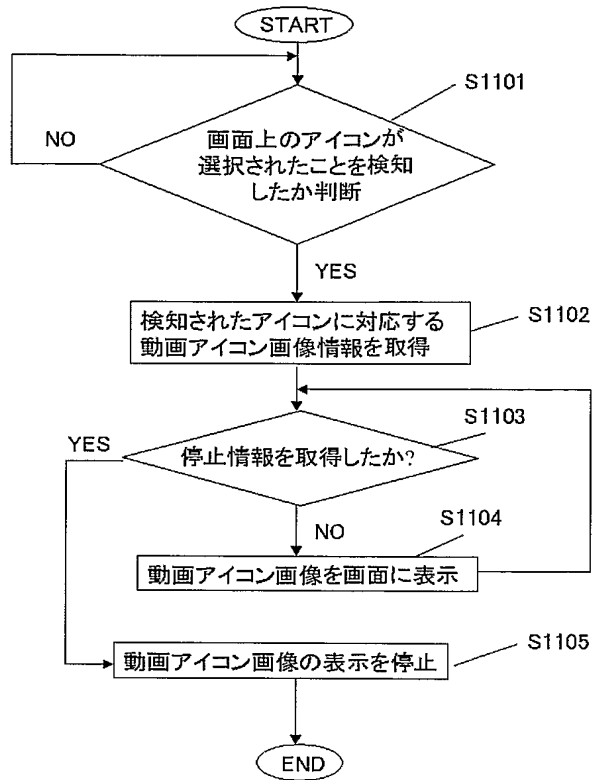 START
S1101
NO
画面上のアイコンが
選択されたことを検知
したか判断
YES
検知されたアイコンに対応する
動画アイコン画像情報を取得
S1102
S1103
YES
停止情報を取得したか?
NO
S1104
動画アイコン画像を画面に表示
S1105
動画アイコン画像の表示を停止
END